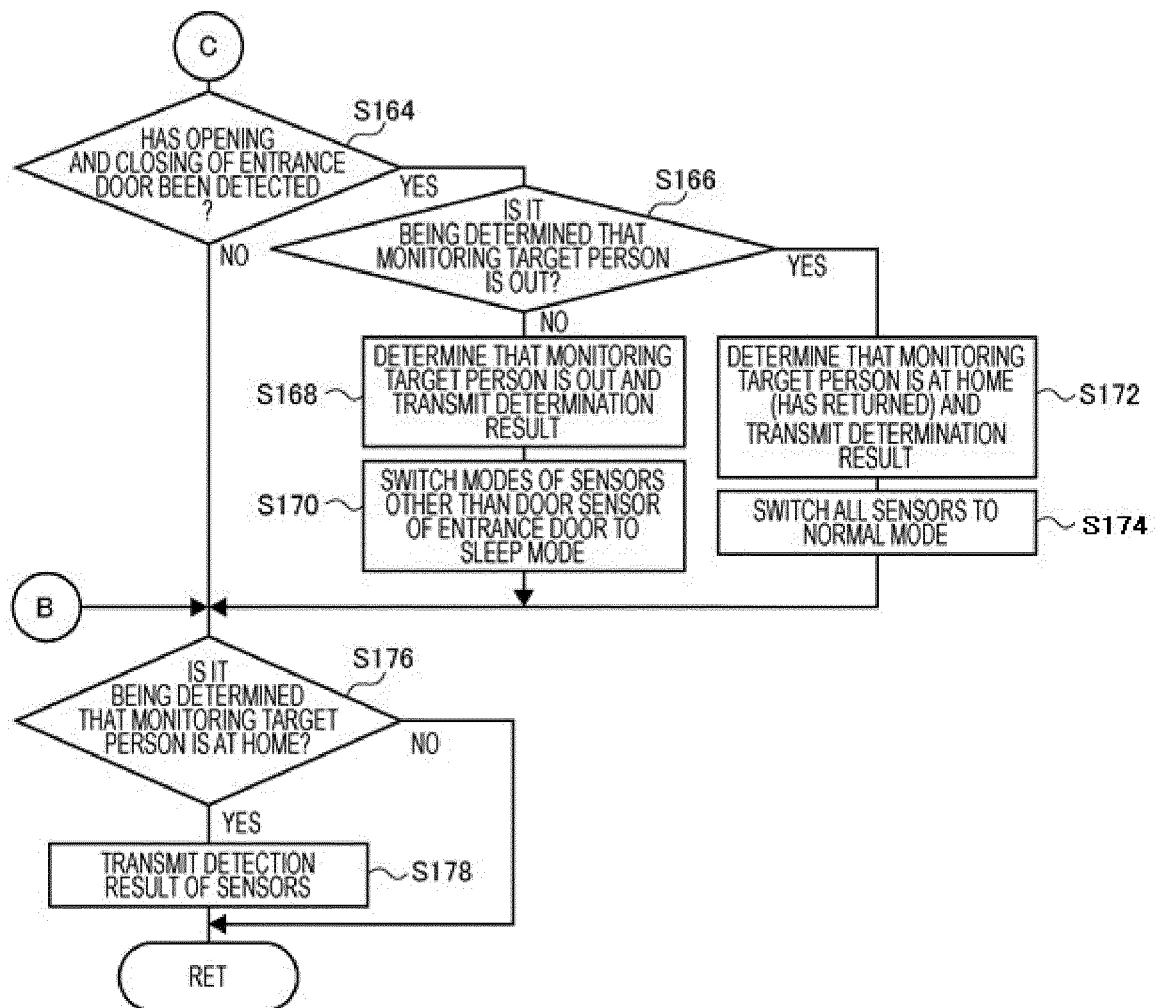 C
S164
HAS OPENING
AND CLOSING OF ENTRANCE
DOOR BEEN DETECTED
?
YES
NO
S166
IS IT
BEING DETERMINED THAT
MONITORING TARGET PERSON
IS OUT?
YES
NO
S168
DETERMINE THAT MONITORING
TARGET PERSON IS OUT AND
TRANSMIT DETERMINATION
RESULT
DETERMINE THAT MONITORING
TARGET PERSON IS AT HOME
(HAS RETURNED) AND
TRANSMIT DETERMINATION
RESULT
S172
S170
SWITCH MODES OF SENSORS
OTHER THAN DOOR SENSOR
OF ENTRANCE DOOR TO
SLEEP MODE
SWITCH ALL SENSORS TO
NORMAL MODE
S174
B
S176
IS IT
BEING DETERMINED
THAT MONITORING TARGET
PERSON IS AT HOME?
NO
YES
TRANSMIT DETECTION
RESULT OF SENSORS
S178
RET